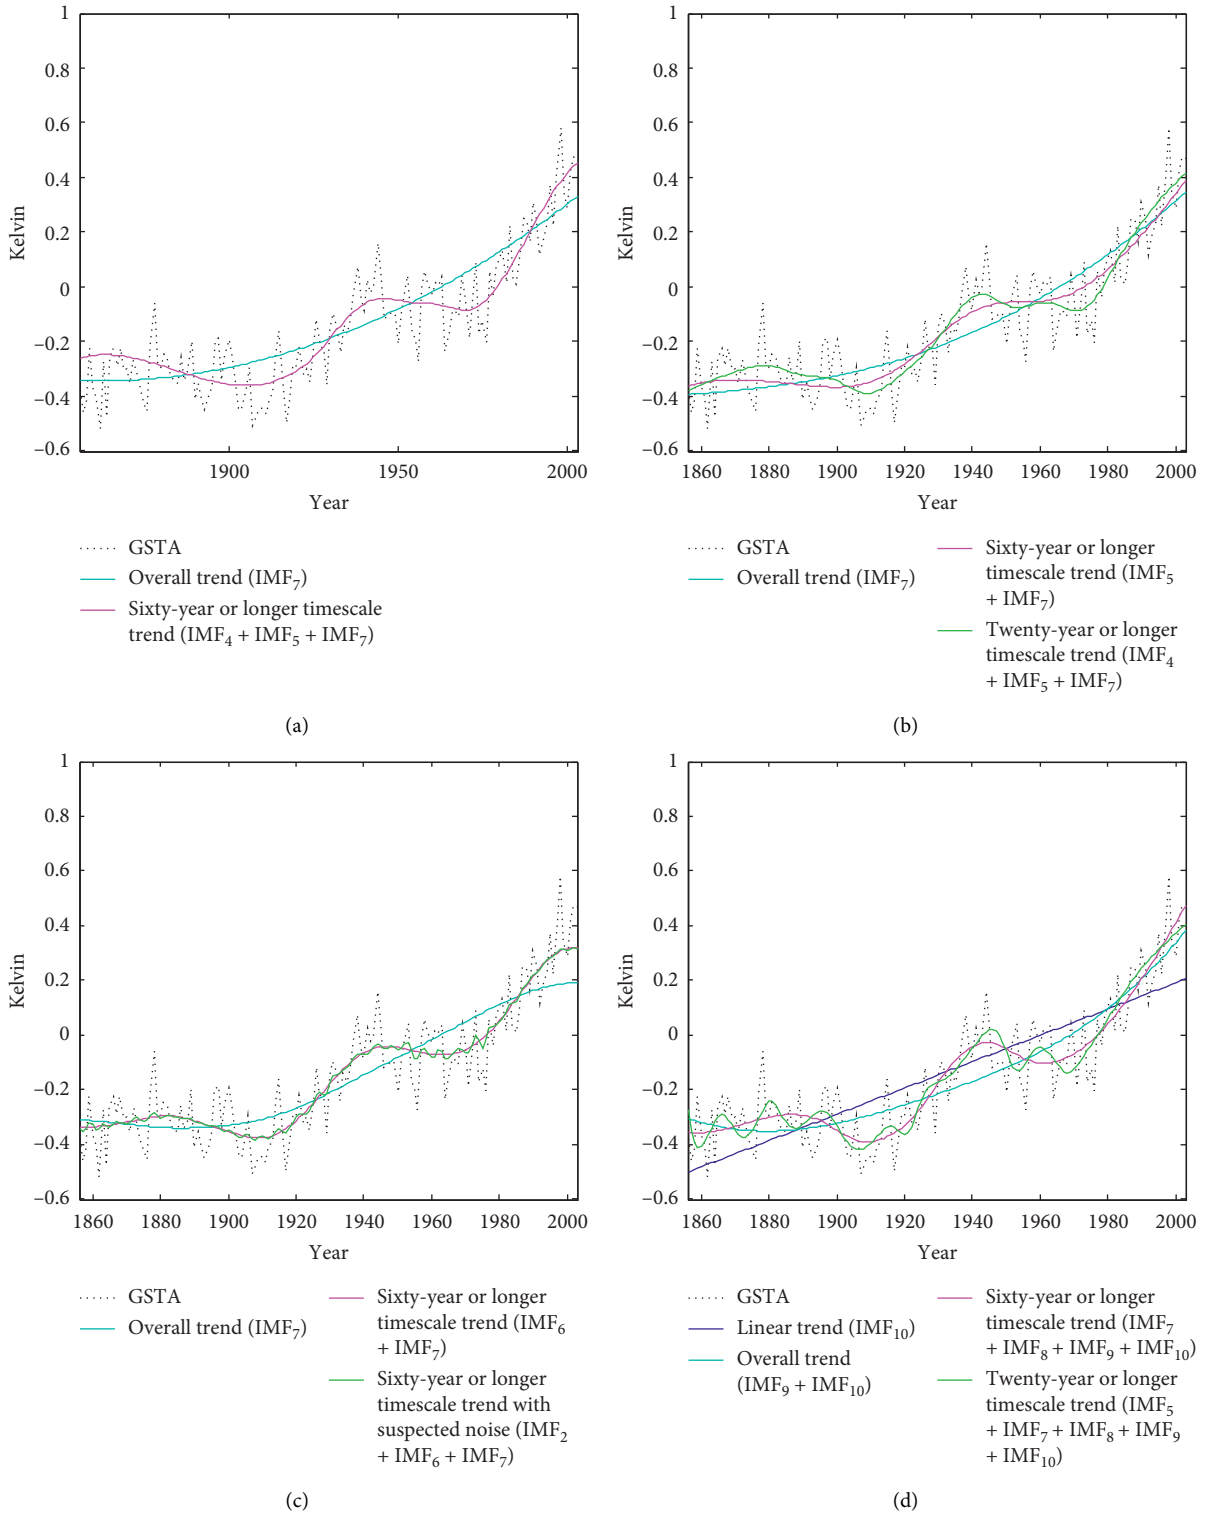 1
0.8
0.6
0.4
0.2
0
−0.2
−0.4
−0.6
Kelvin
1900
1950
2000
Year
GSTA
Overall trend (IMF₇)
Sixty-year or longer timescale
trend (IMF₄ + IMF₅ + IMF₇)
(a)
1
0.8
0.6
0.4
0.2
0
−0.2
−0.4
−0.6
Kelvin
1860
1880
1900
1920
1940
1960
1980
2000
Year
GSTA
Overall trend (IMF₇)
Sixty-year or longer
timescale trend (IMF₅
+ IMF₇)
Twenty-year or longer
timescale trend (IMF₄
+ IMF₅ + IMF₇)
(b)
1
0.8
0.6
0.4
0.2
0
−0.2
−0.4
−0.6
Kelvin
1860
1880
1900
1920
1940
1960
1980
2000
Year
GSTA
Overall trend (IMF₇)
Sixty-year or longer
timescale trend (IMF₆
+ IMF₇)
Sixty-year or longer
timescale trend with
suspected noise (IMF₂
+ IMF₆ + IMF₇)
(c)
1
0.8
0.6
0.4
0.2
0
−0.2
−0.4
−0.6
Kelvin
1860
1880
1900
1920
1940
1960
1980
2000
Year
GSTA
Linear trend (IMF₁₀)
Overall trend
(IMF₉ + IMF₁₀)
Sixty-year or longer
timescale trend (IMF₇
+ IMF₈ + IMF₉ + IMF₁₀)
Twenty-year or longer
timescale trend (IMF₅
+ IMF₇ + IMF₈ + IMF₉
+ IMF₁₀)
(d)